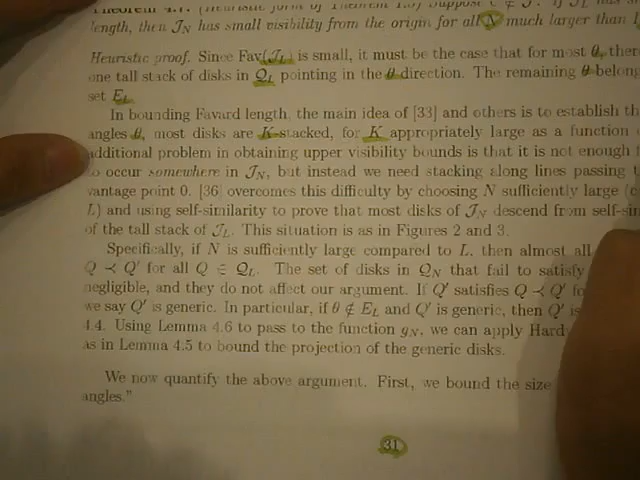 length, then J_N has small visibility from the origin for all N much larger than
Heuristic proof. Since Fav(J_L) is small, it must be the case that for most θ, ther
one tall stack of disks in Q_L pointing in the θ direction. The remaining θ belong
set E_L.
In bounding Favard length, the main idea of [33] and others is to establish th
angles θ, most disks are K-stacked, for K appropriately large as a function
additional problem in obtaining upper visibility bounds is that it is not enough
to occur somewhere in J_N, but instead we need stacking along lines passing t
vantage point 0. [36] overcomes this difficulty by choosing N sufficiently large
L) and using self-similarity to prove that most disks of J_N descend from self-sim
of the tall stack of J_L. This situation is as in Figures 2 and 3.
Specifically, if N is sufficiently large compared to L, then almost all
Q ≺ Q′ for all Q ∈ Q_L. The set of disks in Q_N that fail to satisfy
negligible, and they do not affect our argument. If Q′ satisfies Q ≺ Q′ fo
we say Q′ is generic. In particular, if θ ∉ E_L and Q′ is generic, then Q′ is
4.4. Using Lemma 4.6 to pass to the function g_N, we can apply Hardy
as in Lemma 4.5 to bound the projection of the generic disks.
We now quantify the above argument. First, we bound the size
angles."
31